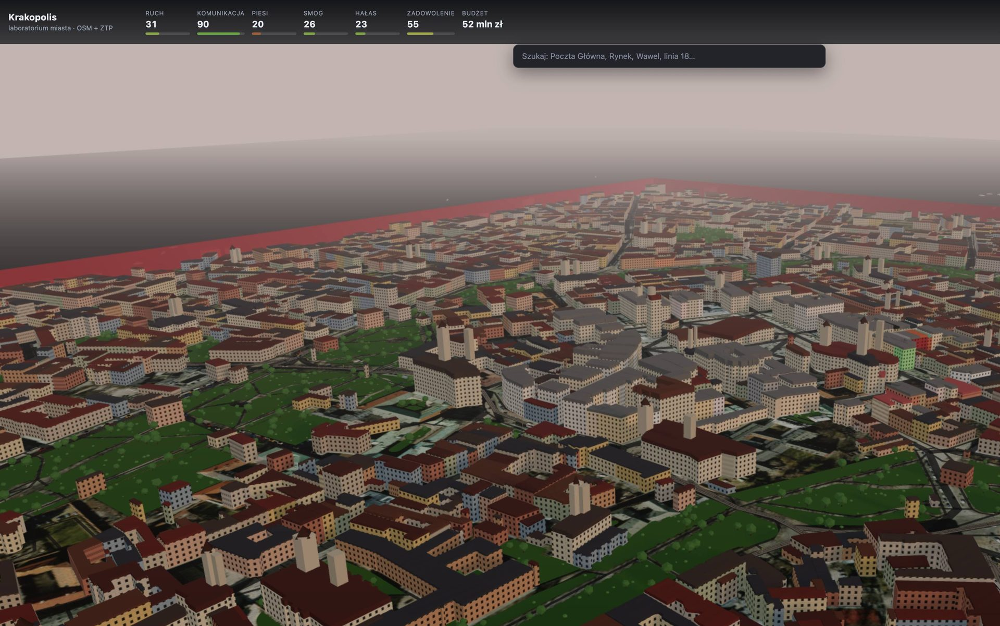 Krakopolis
laboratorium miasta · OSM + ZTP
RUCH
31
KOMUNIKACJA
90
PIESI
20
SMOG
26
HAŁAS
23
ZADOWOLENIE
55
BUDŻET
52 mln zł
Szukaj: Poczta Główna, Rynek, Wawel, linia 18...